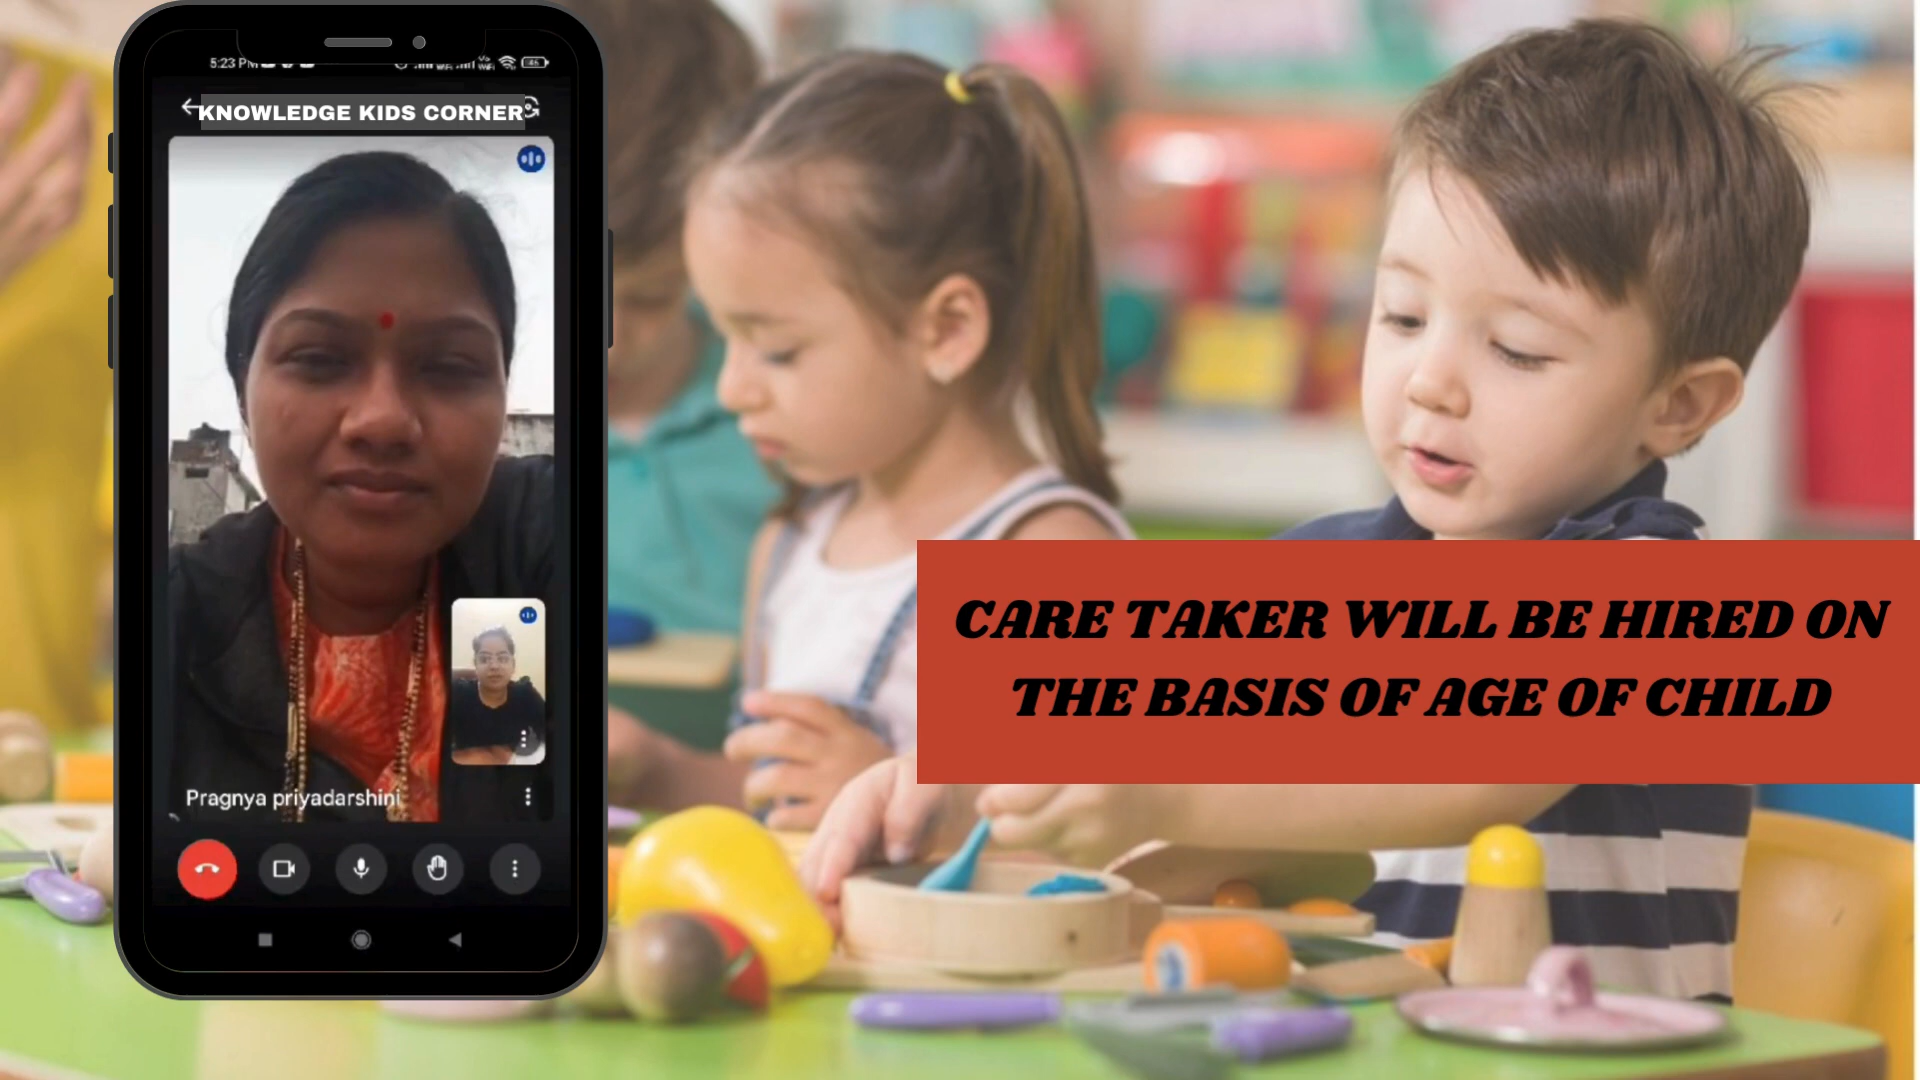 5:23 PM
KNOWLEDGE KIDS CORNER
Pragnya priyadarshini
CARE TAKER WILL BE HIRED ON
THE BASIS OF AGE OF CHILD